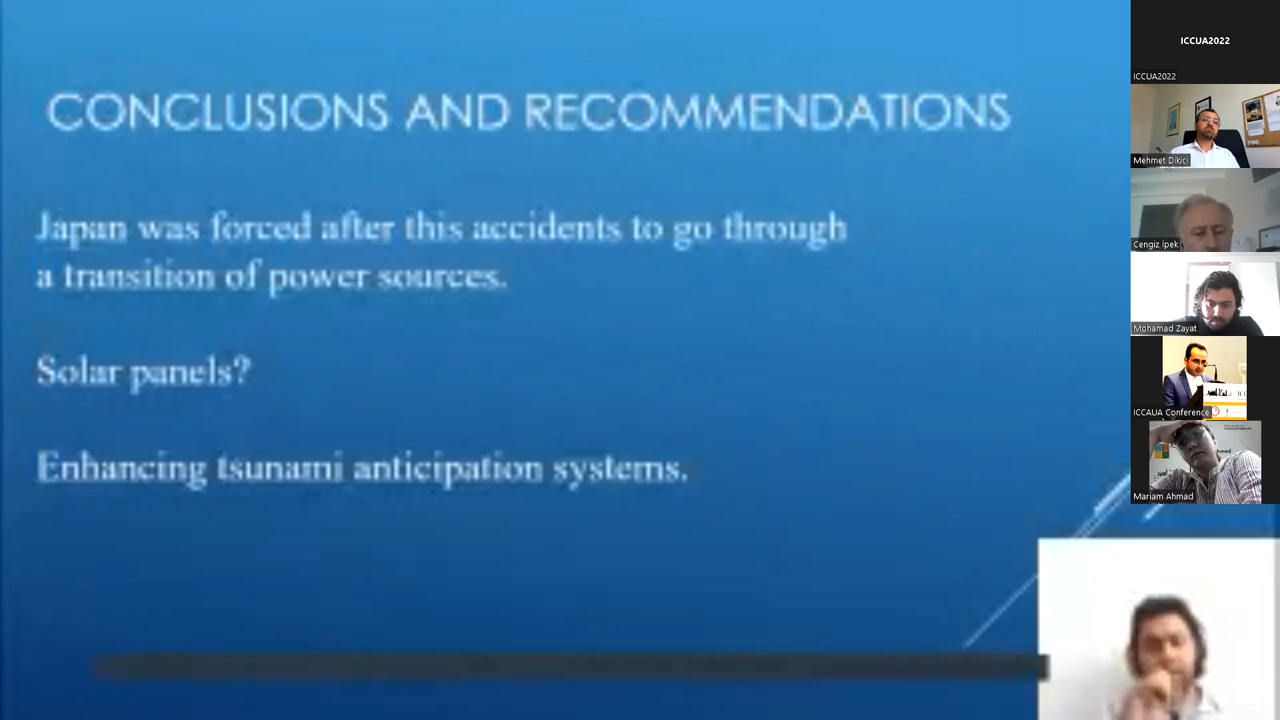 CONCLUSIONS AND RECOMMENDATIONS
Japan was forced after this accidents to go through
a transition of power sources.
Solar panels?
Enhancing tsunami anticipation systems.
ICCUA2022
ICCUA2022
Mehmet Dikici
Cengiz İpek
Mohamad Zayat
ICCAUA Conference
Mariam Ahmad